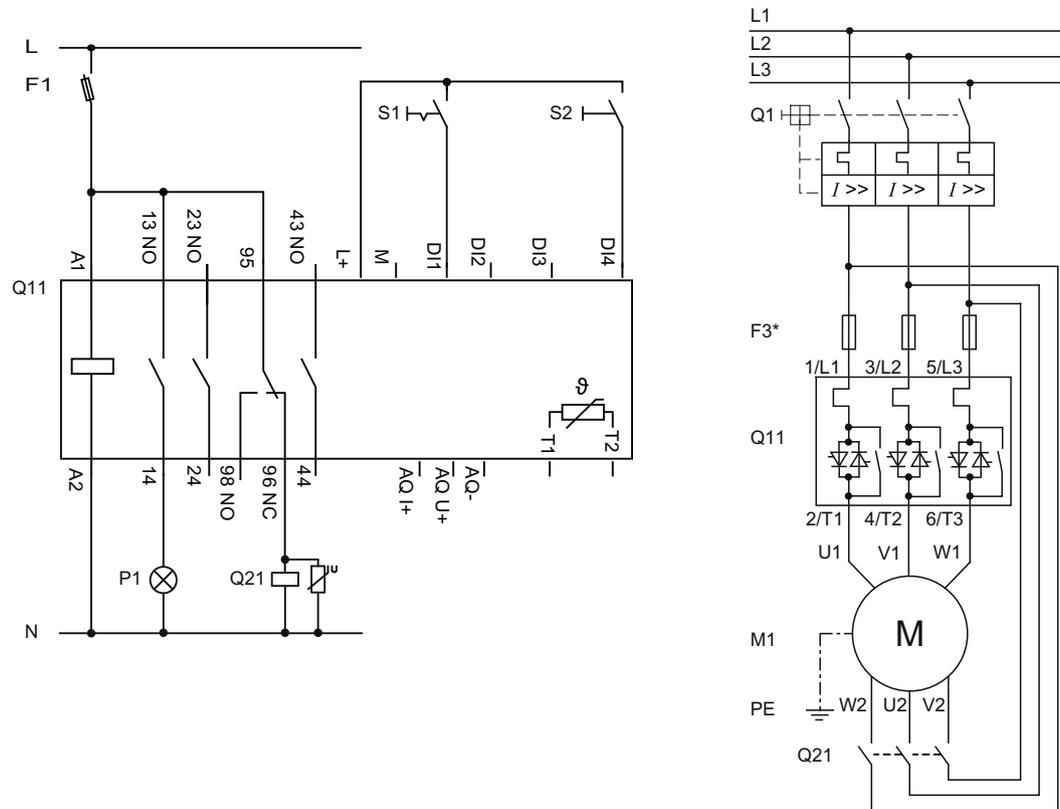 L
F1
S1
S2
A1
13 NO
23 NO
95
43 NO
L+
M
DI1
DI2
DI3
DI4
Q11
ϑ
T1
T2
A2
14
24
98 NO
96 NC
44
AQ I+
AQ U+
AQ-
P1
Q21
U
N
L1
L2
L3
Q1
I >>
I >>
I >>
F3*
1/L1
3/L2
5/L3
Q11
2/T1
4/T2
6/T3
U1
V1
W1
M
M1
PE
W2
U2
V2
Q21